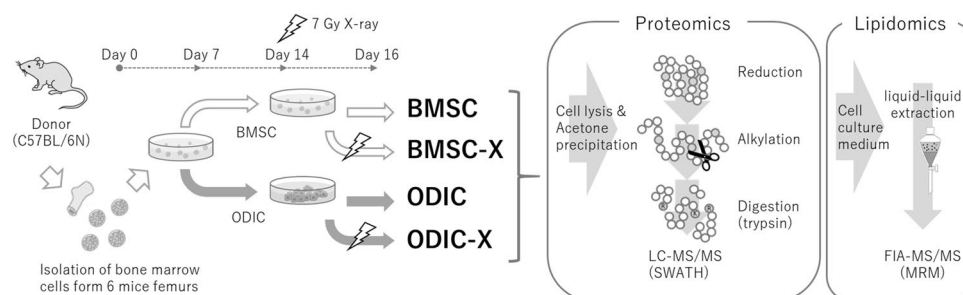 7 Gy X-ray
Day 0
Day 7
Day 14
Day 16
Donor
(C57BL/6N)
BMSC
ODIC
Isolation of bone marrow
cells form 6 mice femurs
BMSC
BMSC-X
ODIC
ODIC-X
Proteomics
Cell lysis &
Acetone
precipitation
Reduction
Alkylation
Digestion
(trypsin)
LC-MS/MS
(SWATH)
Lipidomics
Cell
culture
medium
liquid-liquid
extraction
FIA-MS/MS
(MRM)